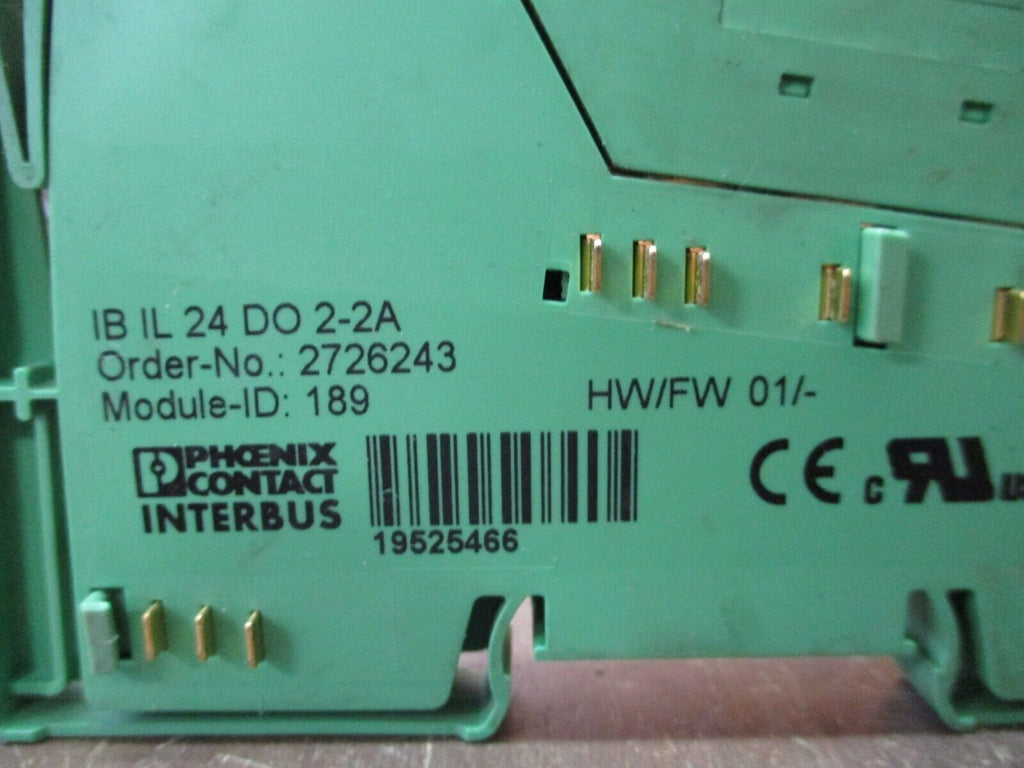 IB IL 24 DO 2-2A
Order-No.: 2726243
Module-ID: 189
HW/FW 01/-
PHŒNIX
CONTACT
INTERBUS
19525466
CE
c